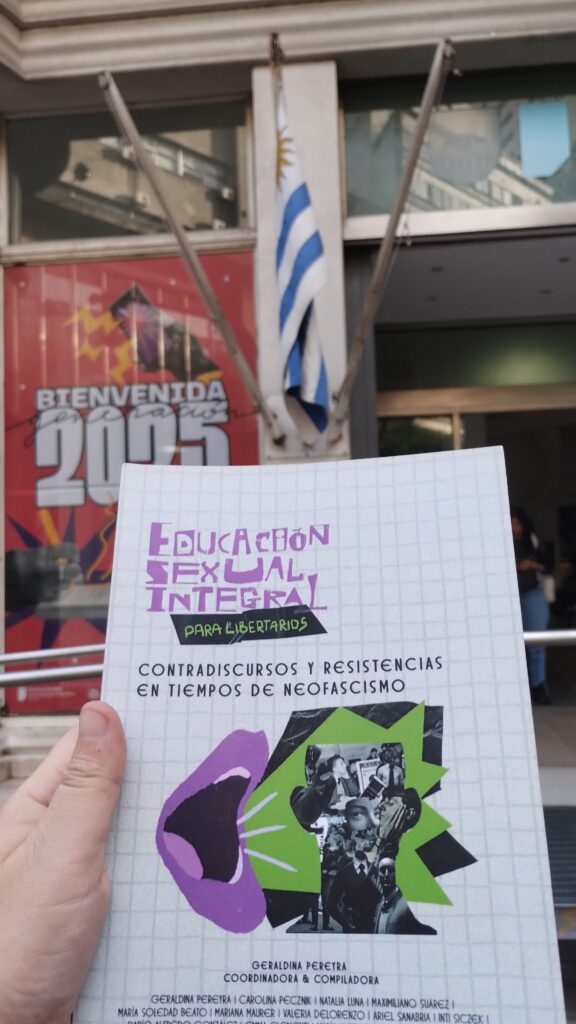 BIENVENIDA
generación
2025
EDUCACIÓN
SEXUAL
INTEGRAL
PARA LIBERTARIOS
CONTRADISCURSOS Y RESISTENCIAS
EN TIEMPOS DE NEOFASCISMO
GERALDINA PEREYRA
COORDINADORA & COMPILADORA
GERALDINA PEREYRA | CAROLINA PECZNIK | NATALIA LUNA | MAXIMILIANO SUÁREZ |
MARÍA SOLEDAD BEATO | MARIANA MAURER | VALERIA DELORENZO | ARIEL SANABRIA | INTI SICZEK |